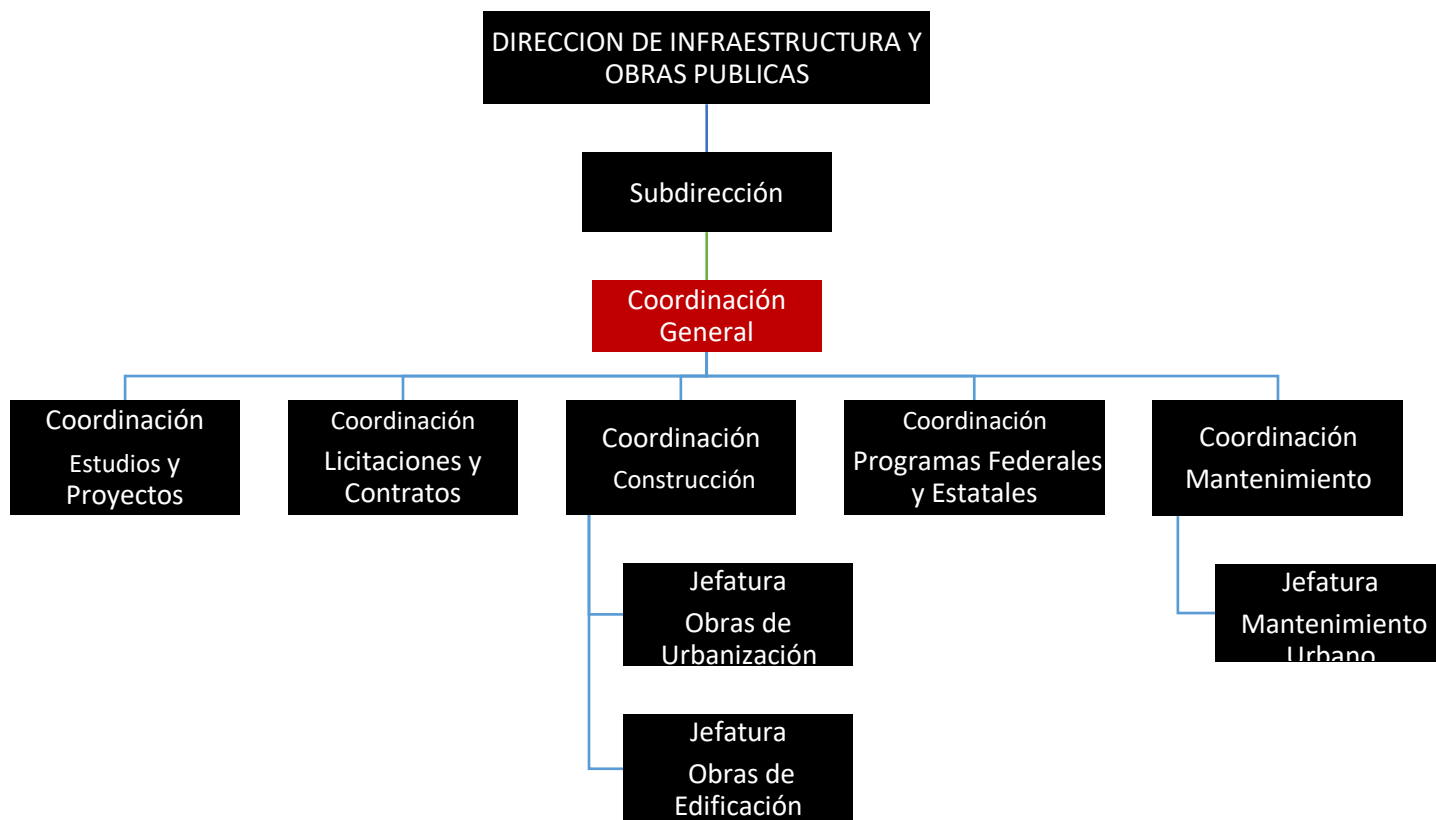 DIRECCION DE INFRAESTRUCTURA Y
OBRAS PUBLICAS
Subdirección
Coordinación
General
Coordinación
Estudios y
Proyectos
Coordinación
Licitaciones y
Contratos
Coordinación
Construcción
Coordinación
Programas Federales
y Estatales
Coordinación
Mantenimiento
Jefatura
Obras de
Urbanización
Jefatura
Mantenimiento
Urbano
Jefatura
Obras de
Edificación